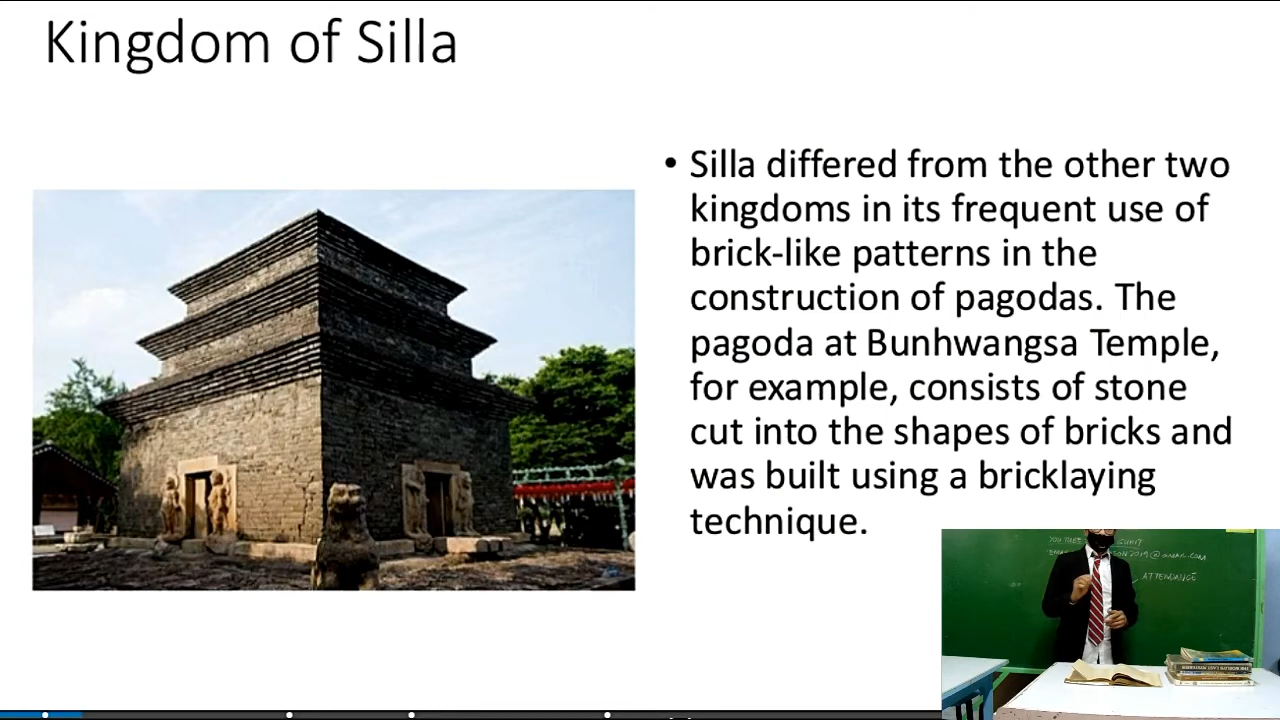 Kingdom of Silla
• Silla differed from the other two
kingdoms in its frequent use of
brick-like patterns in the
construction of pagodas. The
pagoda at Bunhwangsa Temple,
for example, consists of stone
cut into the shapes of bricks and
was built using a bricklaying
technique.
ATTENDANCE